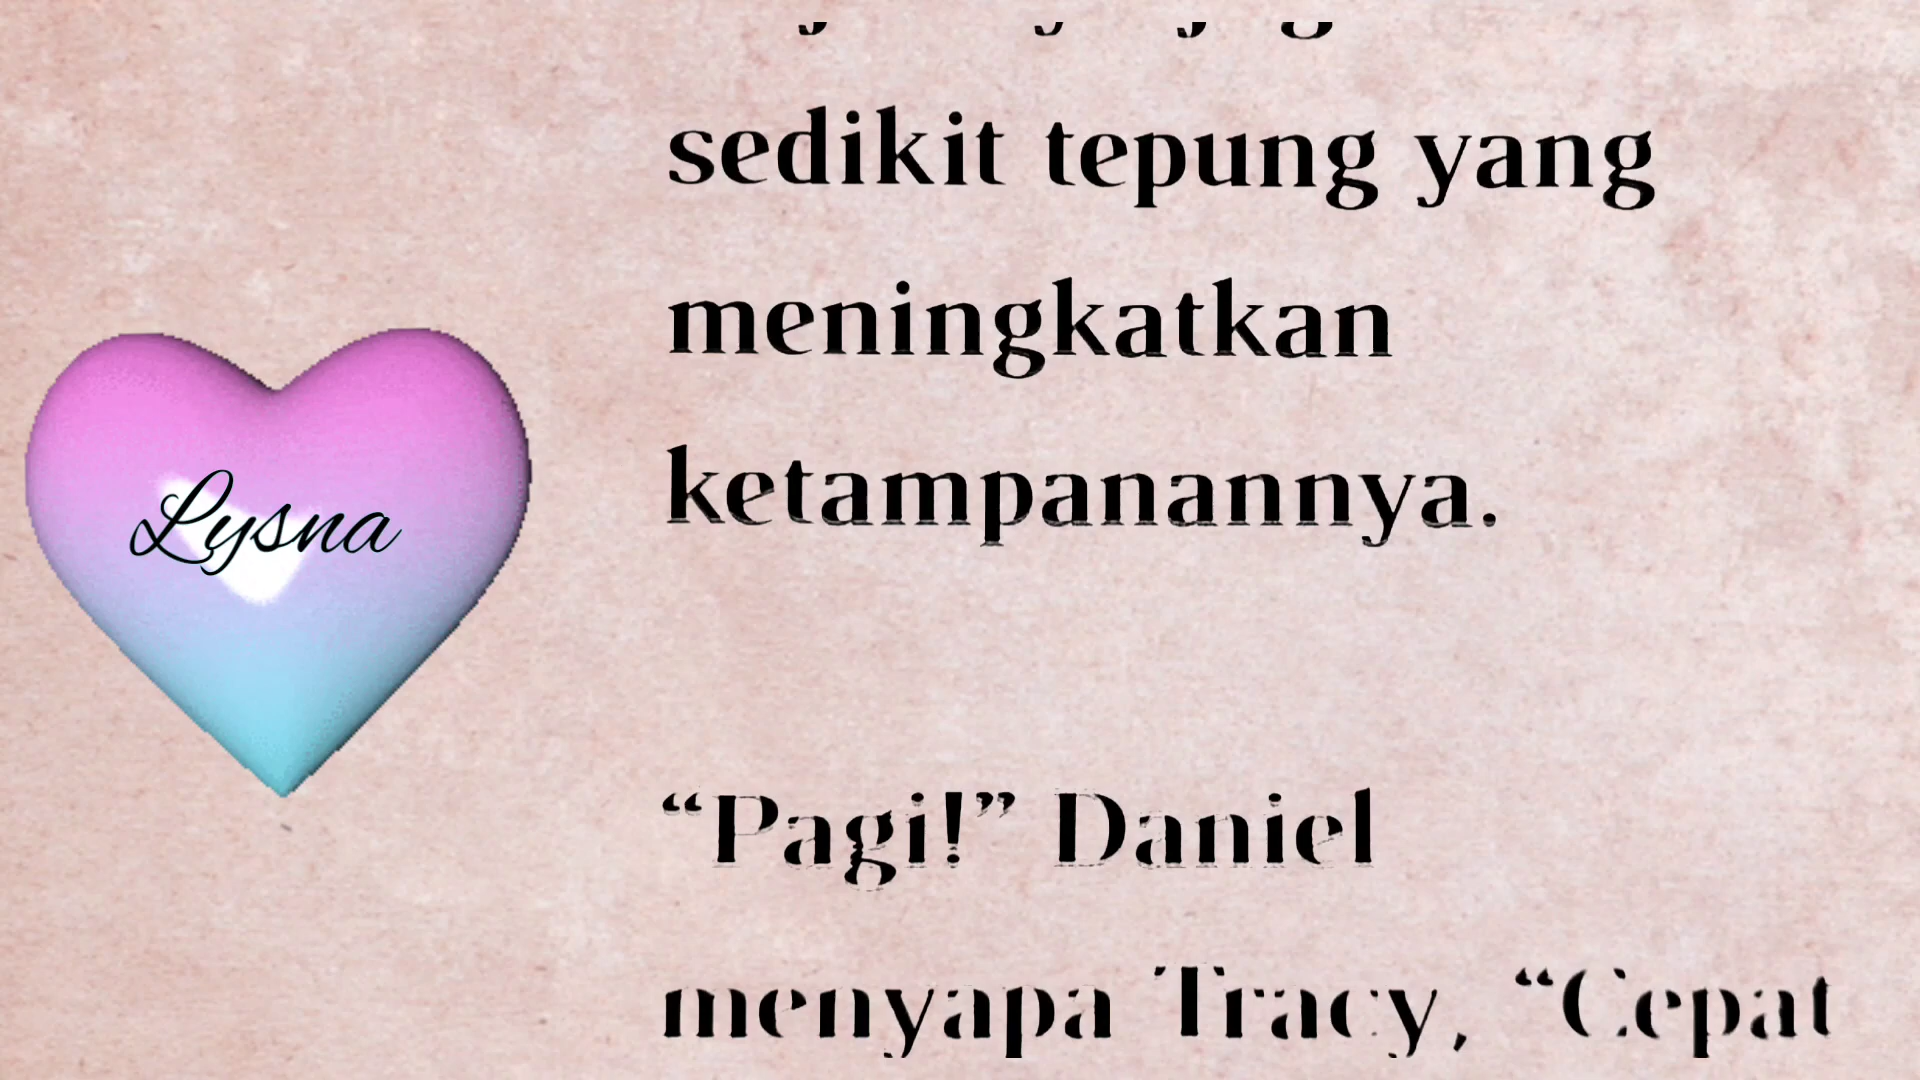 Lysna
sedikit tepung yang
meningkatkan
ketampanannya.
“Pagi!” Daniel
menyapa Tracy, “Cepat